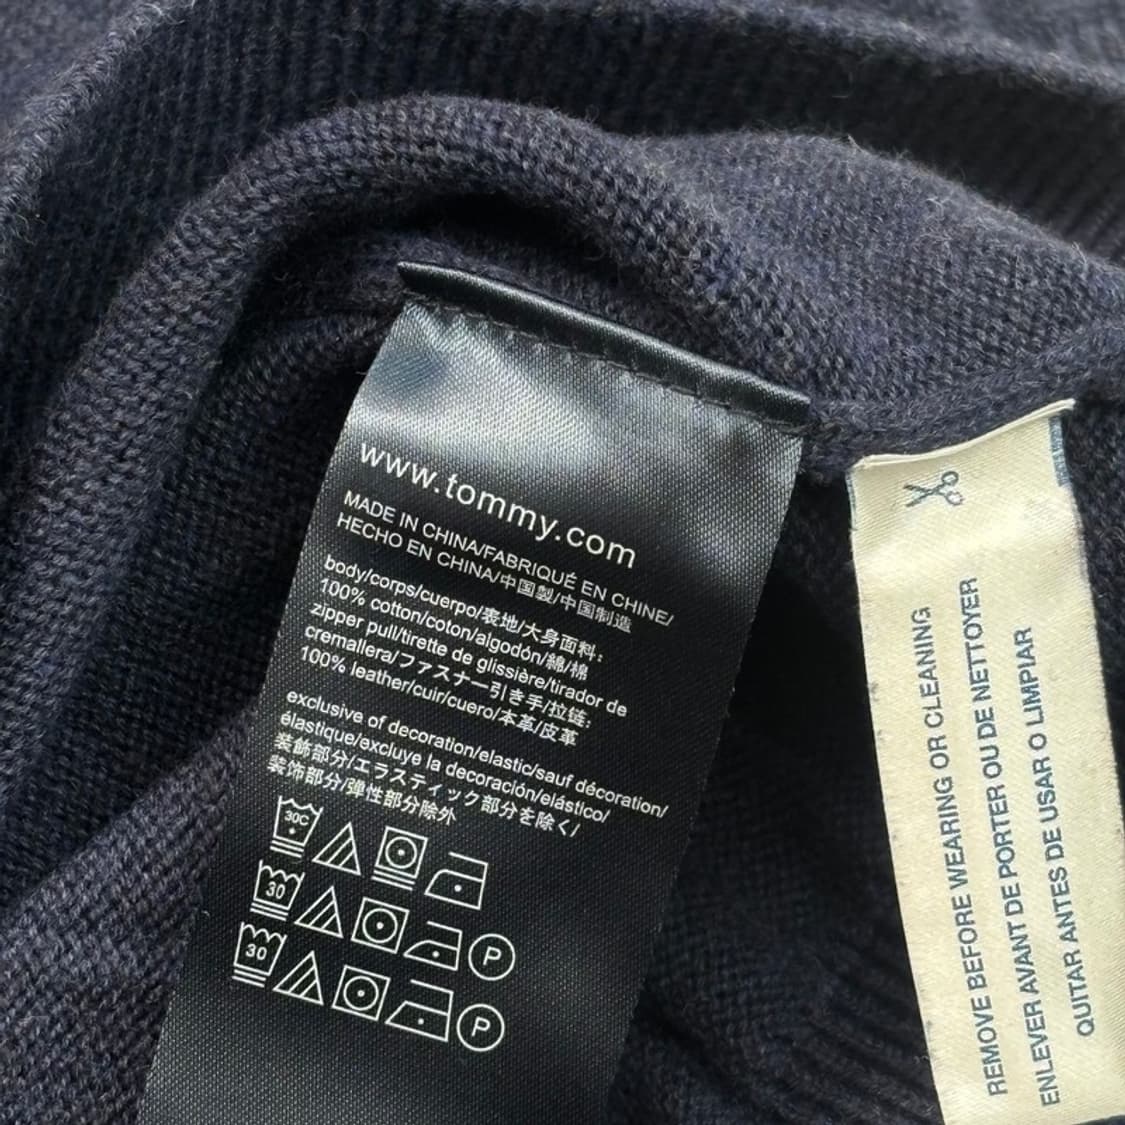 www.tommy.com
MADE IN CHINA/FABRIQUÉ EN CHINE/
HECHO EN CHINA/中国製/中国制造
body/corps/cuerpo/表地/大身面料:
100% cotton/coton/algodón/綿/棉
zipper pull/tirette de glissière/tirador de
cremallera/ファスナー引き手/拉链:
100% leather/cuir/cuero/本革/皮革
exclusive of decoration/elastic/sauf décoration/
élastique/excluye la decoración/elástico/
装飾部分/エラスティック部分を除く/
装饰部分/弹性部分除外
30C
30 P
30 P
REMOVE BEFORE WEARING OR CLEANING
ENLEVER AVANT DE PORTER OU DE NETTOYER
QUITAR ANTES DE USAR O LIMPIAR